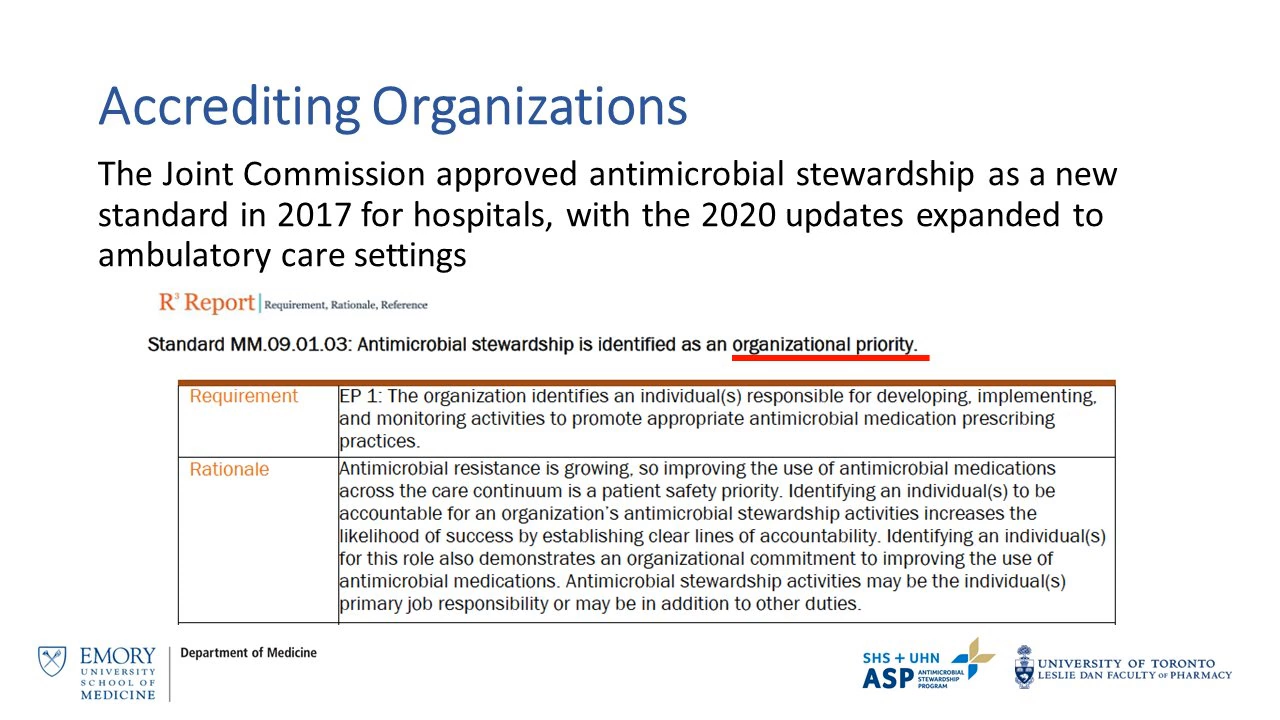 Accrediting Organizations
The Joint Commission approved antimicrobial stewardship as a new
standard in 2017 for hospitals, with the 2020 updates expanded to
ambulatory care settings
R³ Report | Requirement, Rationale, Reference
Standard MM.09.01.03: Antimicrobial stewardship is identified as an organizational priority.
Requirement
EP 1: The organization identifies an individual(s) responsible for developing, implementing,
and monitoring activities to promote appropriate antimicrobial medication prescribing
practices.
Rationale
Antimicrobial resistance is growing, so improving the use of antimicrobial medications
across the care continuum is a patient safety priority. Identifying an individual(s) to be
accountable for an organization's antimicrobial stewardship activities increases the
likelihood of success by establishing clear lines of accountability. Identifying an individual(s)
for this role also demonstrates an organizational commitment to improving the use of
antimicrobial medications. Antimicrobial stewardship activities may be the individual(s)
primary job responsibility or may be in addition to other duties.
EMORY
UNIVERSITY
SCHOOL OF
MEDICINE
Department of Medicine
SHS + UHN
ASP
ANTIMICROBIAL
STEWARDSHIP
PROGRAM
UNIVERSITY OF TORONTO
LESLIE DAN FACULTY OF PHARMACY